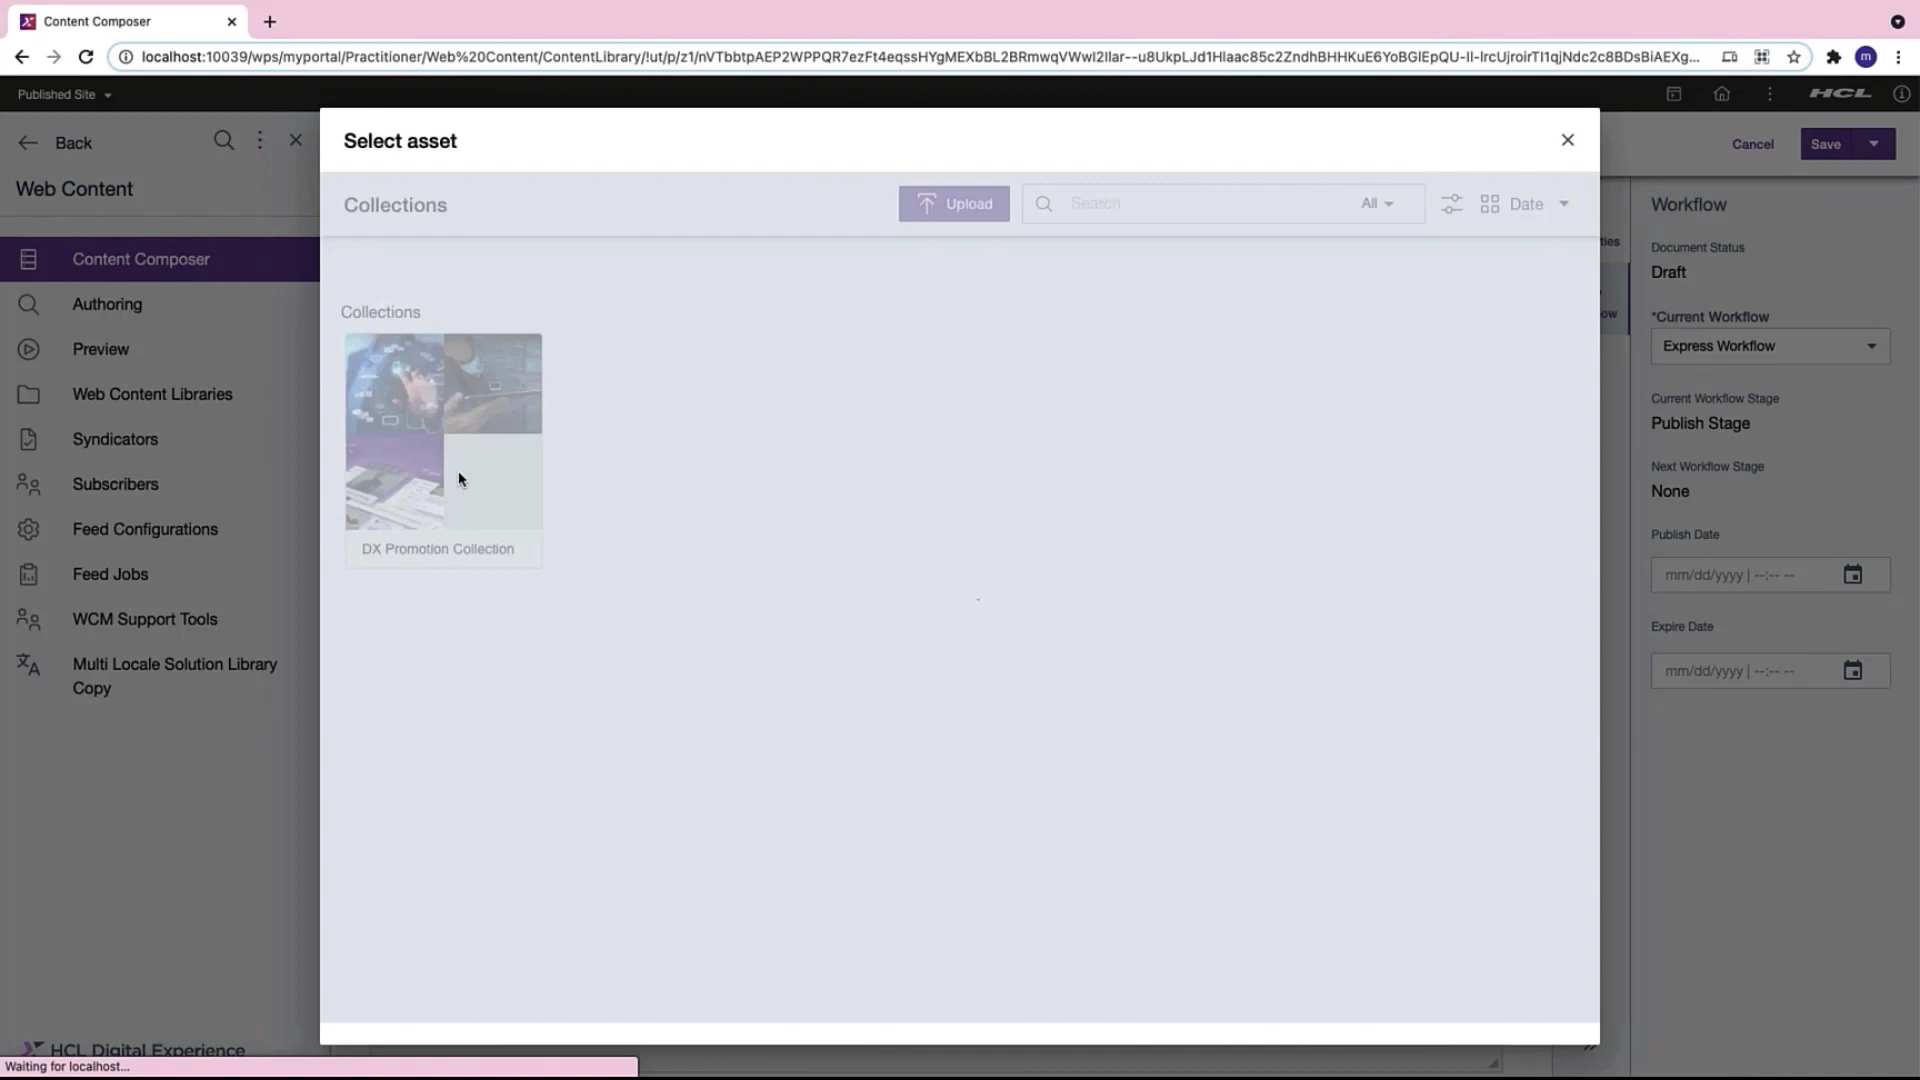 Content Composer
localhost:10039/wps/myportal/Practitioner/Web%20Content/ContentLibrary/!ut/p/z1/nVTbbtpAEP2WPPQR7ezFt4eqssHYgMEXbBL2BRmwqVWwI2IIar--u8UkpLJd1Hlaac85c2ZndhBHHKuE6YoBGlEpQU-Il-lrcUjroirTI1qjNdc2c8BDsBiAEXg...
m
Published Site
HCL
Back
Select asset
Cancel
Save
Web Content
Collections
Upload
Search
All
Date
Workflow
ties
Document Status
Content Composer
Draft
Authoring
Collections
ow
*Current Workflow
Preview
Express Workflow
Web Content Libraries
Current Workflow Stage
Publish Stage
Syndicators
Next Workflow Stage
Subscribers
None
Feed Configurations
Publish Date
DX Promotion Collection
Feed Jobs
mm/dd/yyyy | --:-- --
WCM Support Tools
Expire Date
Multi Locale Solution Library
Copy
mm/dd/yyyy | --:-- --
HCL Digital Experience
Waiting for localhost...